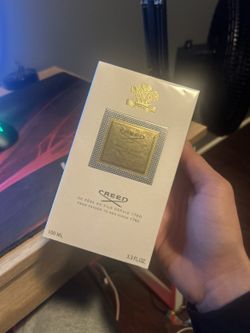 CREED
CREED
DE PÈRE EN FILS DEPUIS 1760
FROM FATHER TO SON SINCE 1760
100 ML
3.3 FL.OZ.